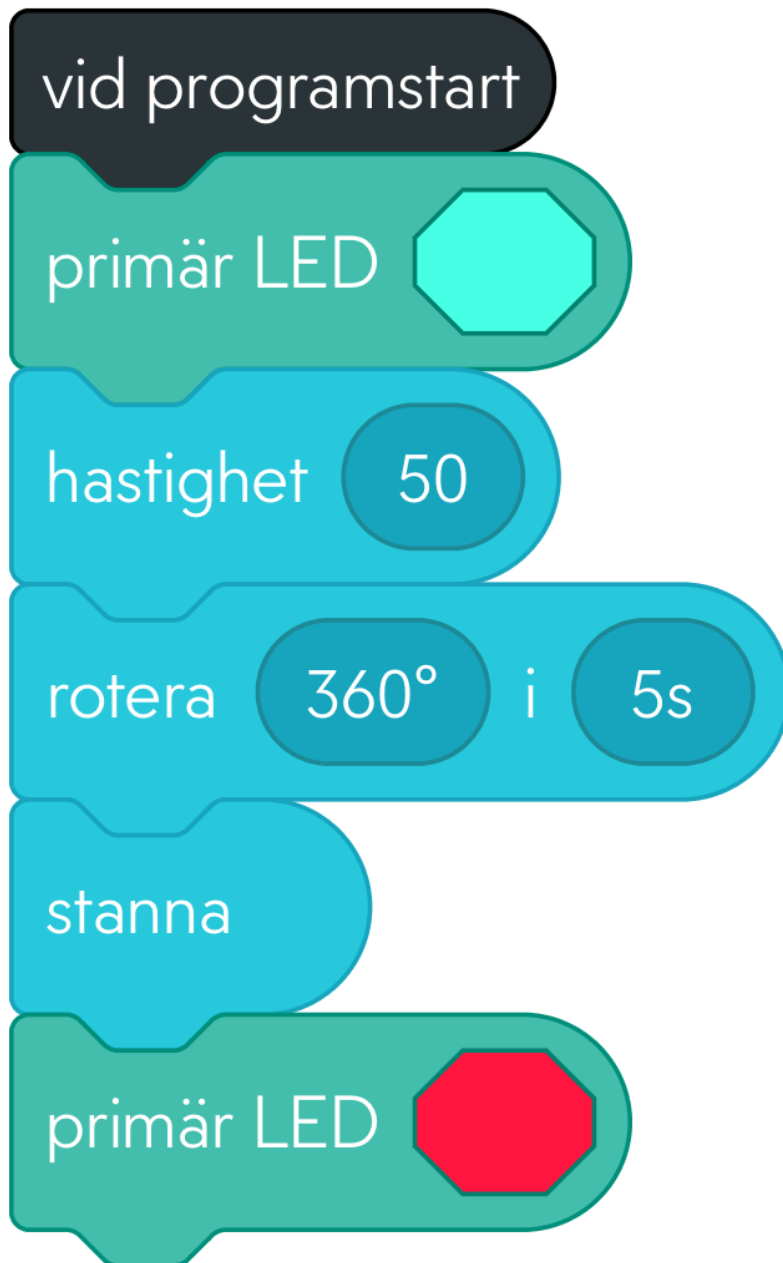 vid programstart
primär LED
hastighet 50
rotera 360° i 5s
stanna
primär LED